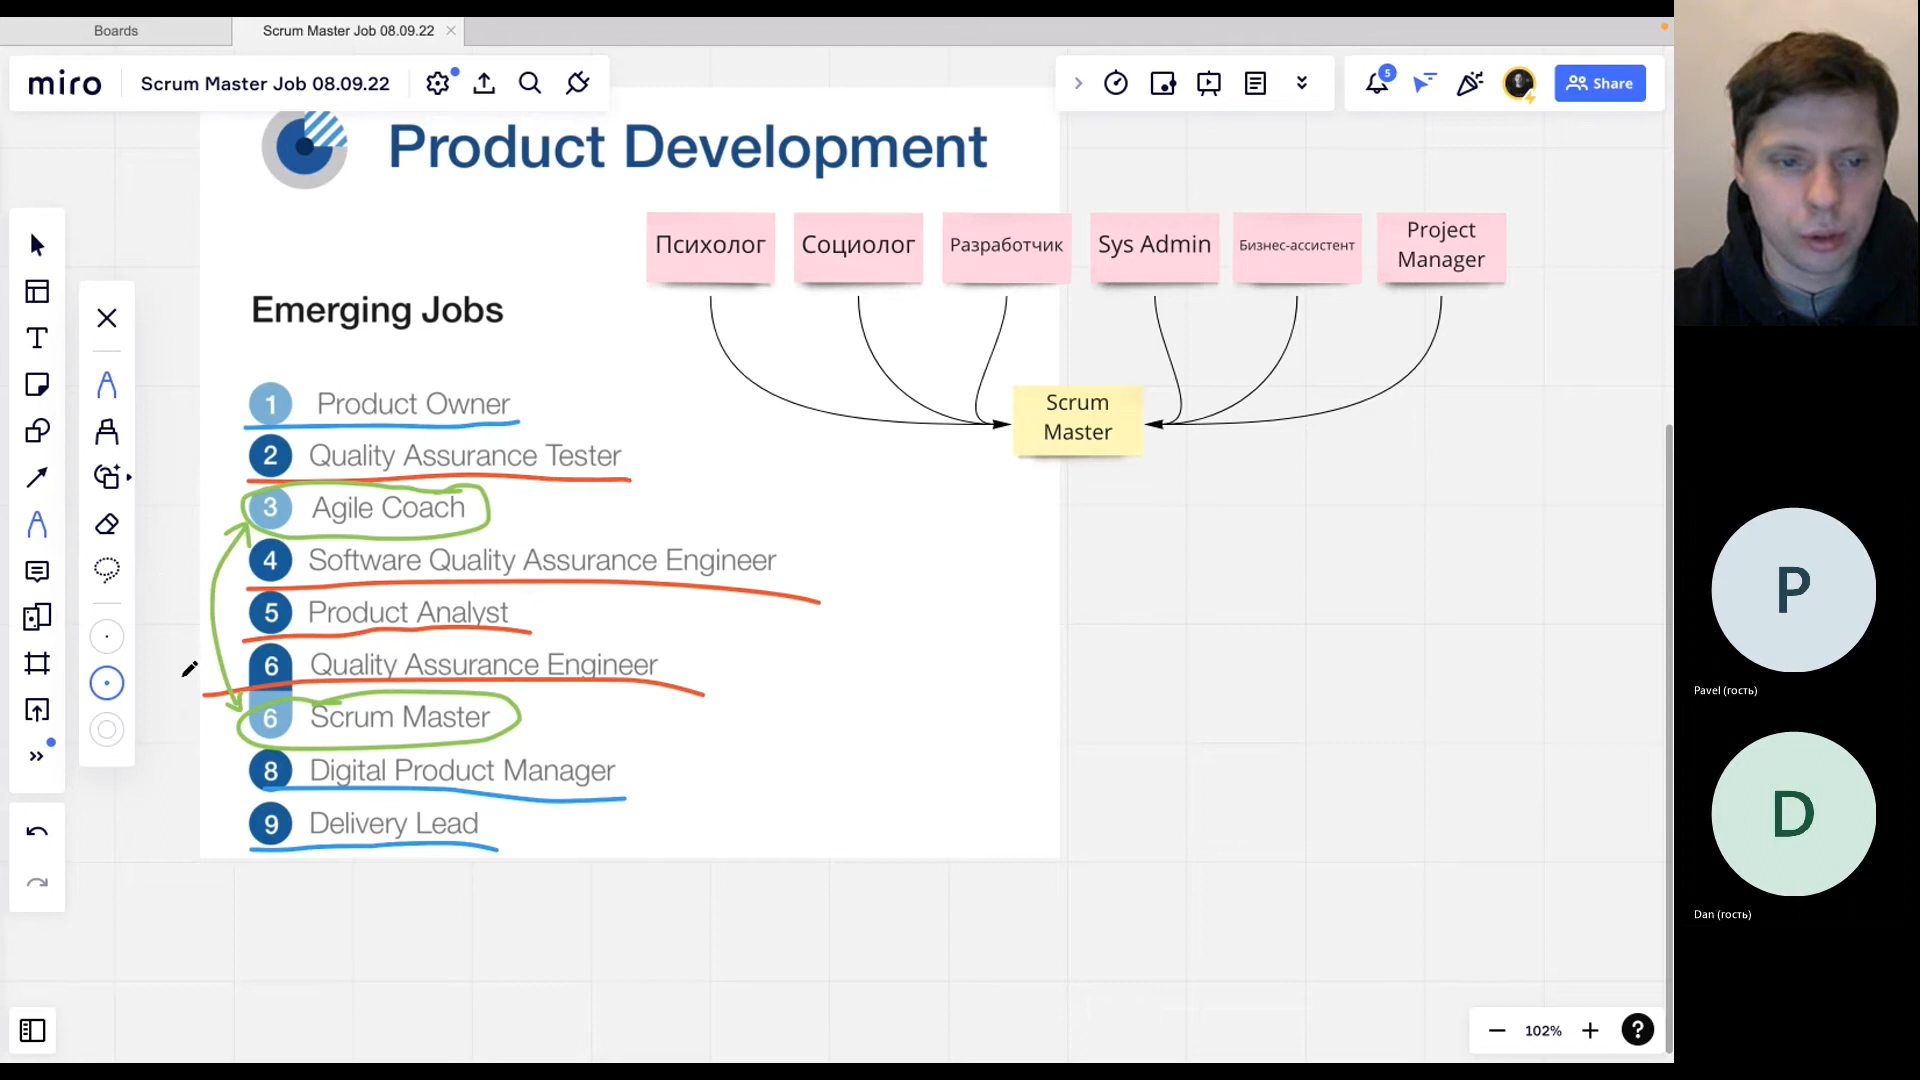 Boards
Scrum Master Job 08.09.22
miro
Scrum Master Job 08.09.22
5
Share
Product Development
Психолог
Социолог
Разработчик
Sys Admin
Бизнес-ассистент
Project
Manager
Emerging Jobs
Scrum
Master
1 Product Owner
2 Quality Assurance Tester
3 Agile Coach
4 Software Quality Assurance Engineer
5 Product Analyst
6 Quality Assurance Engineer
6 Scrum Master
8 Digital Product Manager
9 Delivery Lead
102%
P
Pavel (гость)
D
Dan (гость)